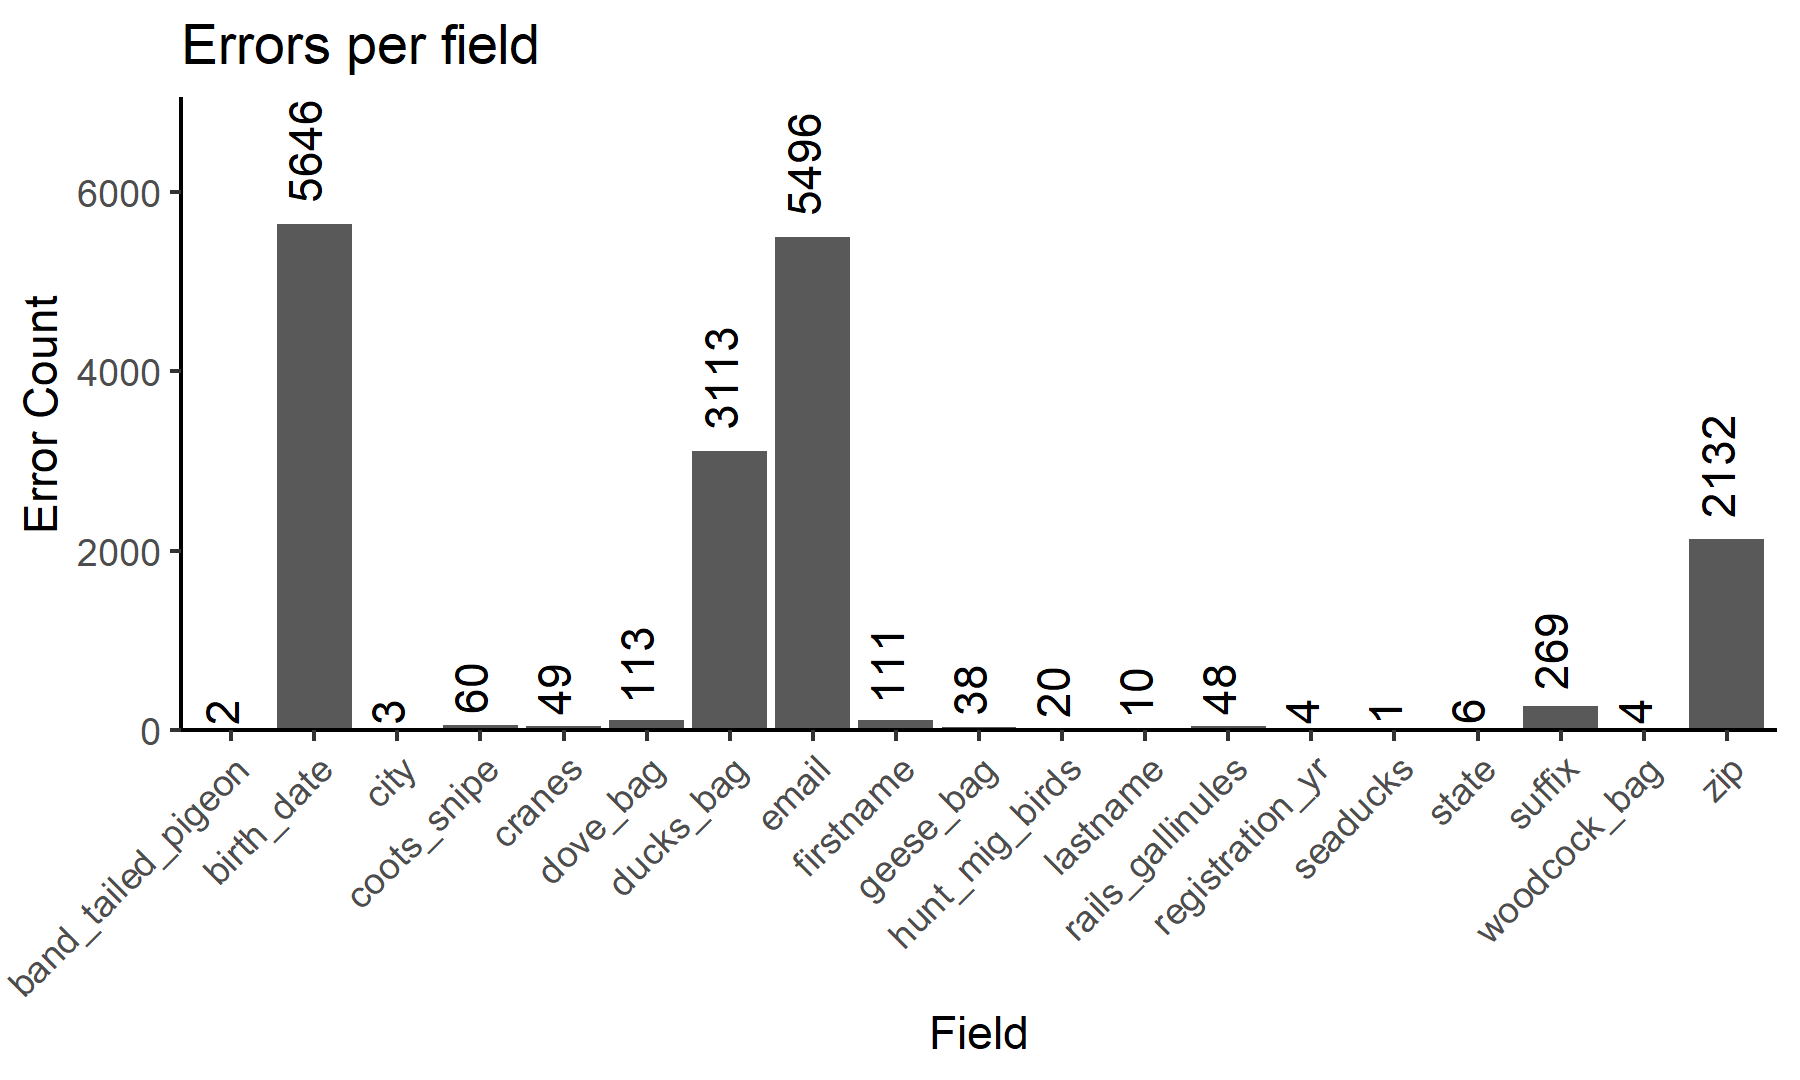 Errors per field
Error Count
6000
4000
2000
0
2
5646
3
60
49
113
3113
5496
111
38
20
10
48
4
1
6
269
4
2132
band_tailed_pigeon
birth_date
city
coots_snipe
cranes
dove_bag
ducks_bag
email
firstname
geese_bag
hunt_mig_birds
lastname
rails_gallinules
registration_yr
seaducks
state
suffix
woodcock_bag
zip
Field